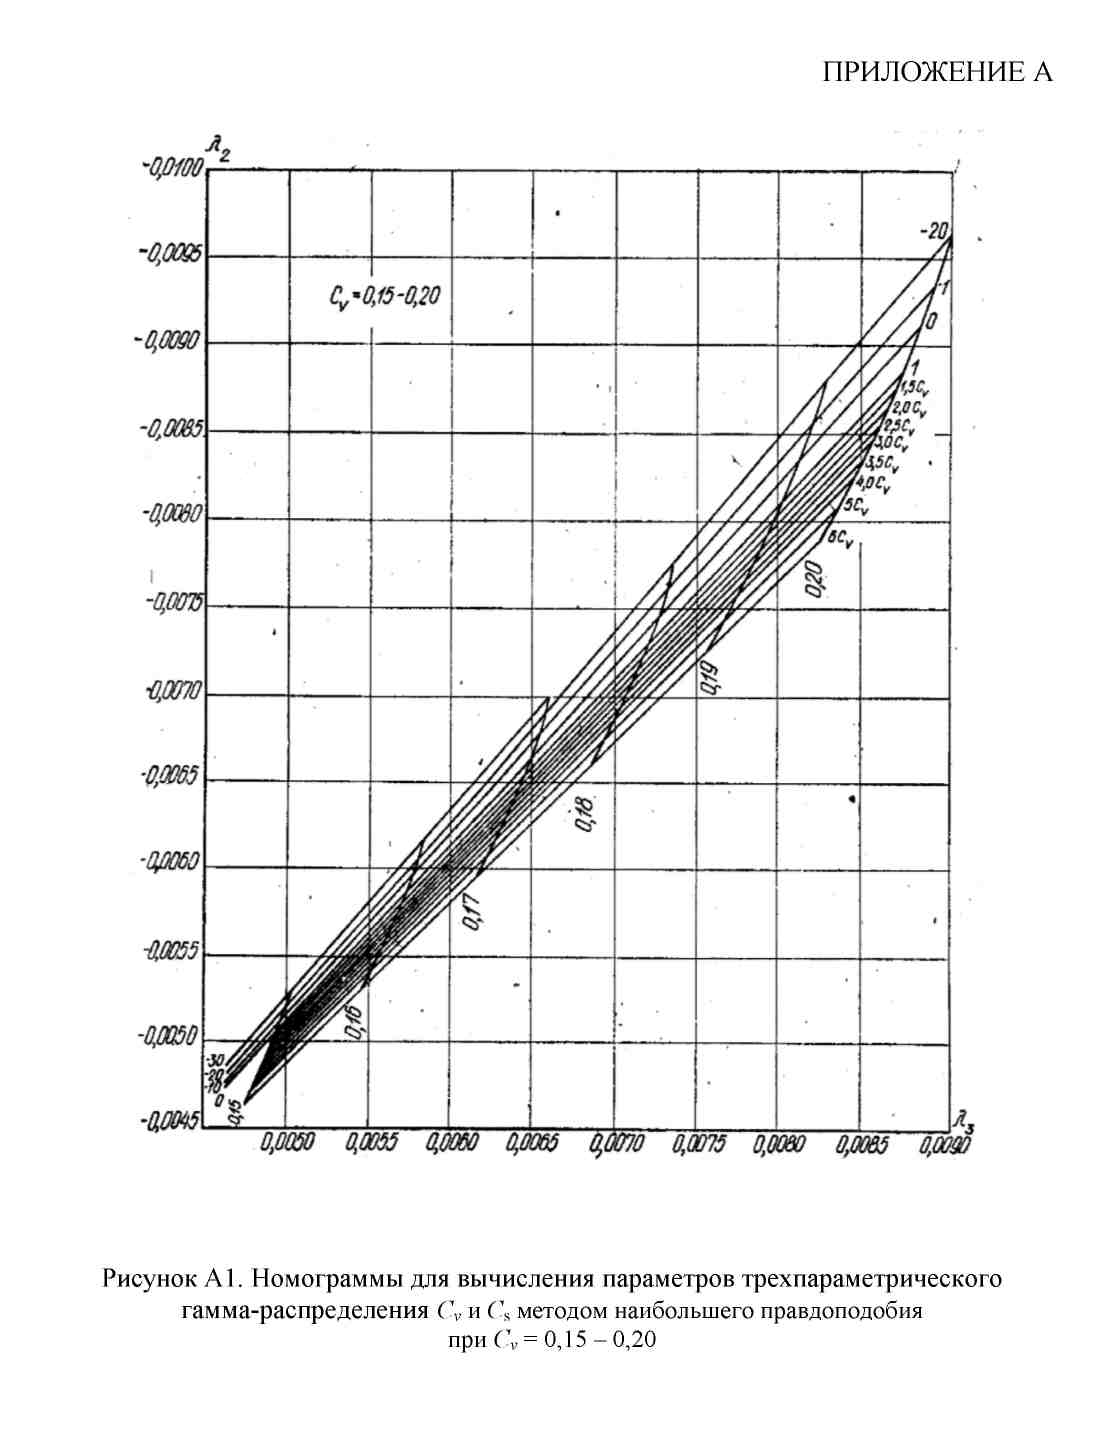 ПРИЛОЖЕНИЕ А
λ2
-0,0100
-20
-0,0095
-1
Cv=0,15-0,20
0
-0,0090
1
1,5Cv
2,0Cv
-0,0085
2,5Cv
3,0Cv
3,5Cv
4,0Cv
-0,0080
5Cv
6Cv
0,20
-0,0075
0,19
-0,0070
-0,0065
0,18
-0,0060
0,17
-0,0055
0,16
-0,0050
-30
-20
-10
0
0,15
-0,0045
λ3
0,0050 0,0055 0,0060 0,0065 0,0070 0,0075 0,0080 0,0085 0,0090
Рисунок А1. Номограммы для вычисления параметров трехпараметрического
гамма-распределения Cv и Cs методом наибольшего правдоподобия
при Cv = 0,15 – 0,20